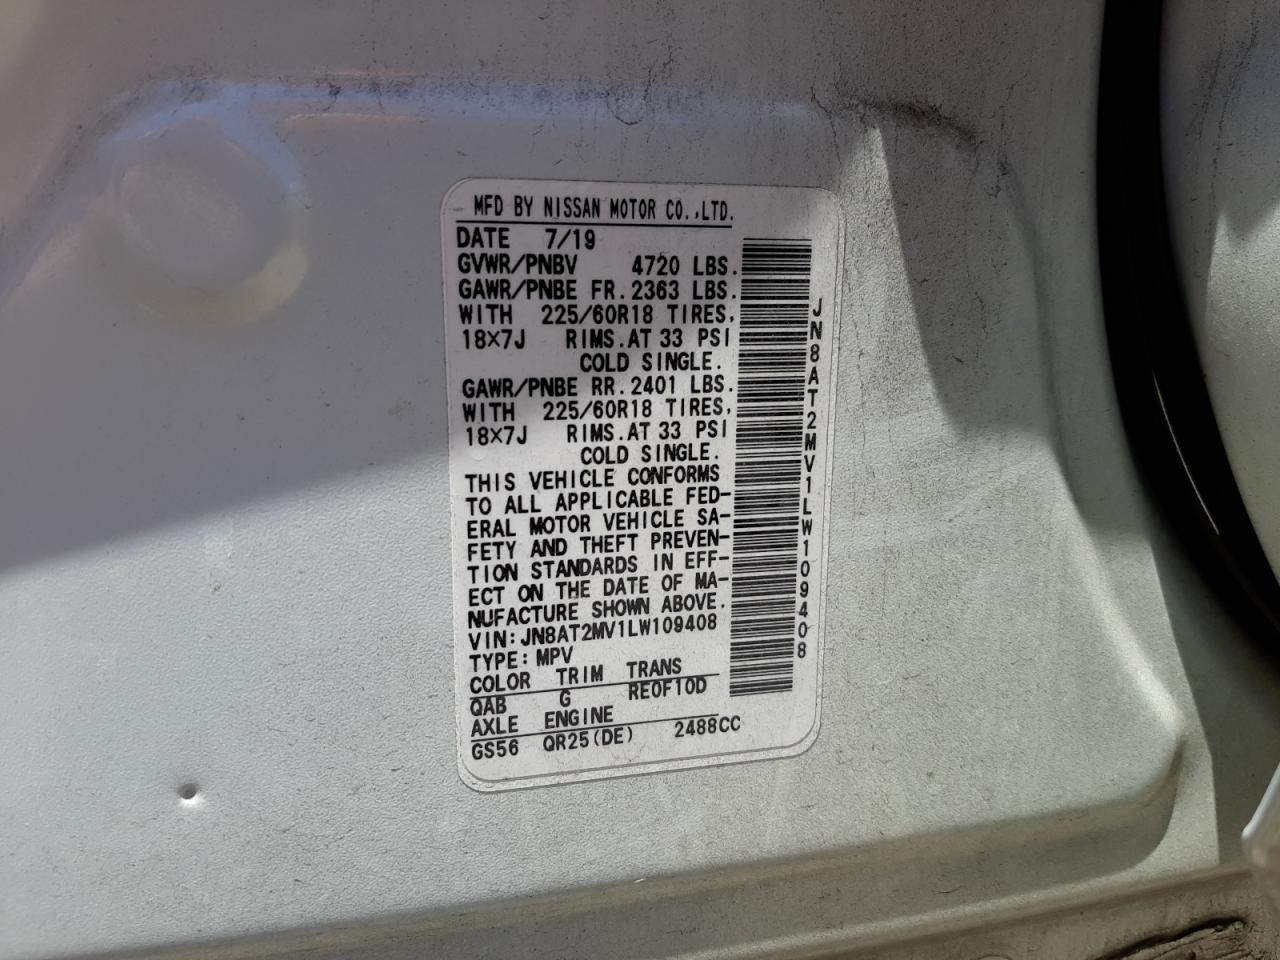 MFD BY NISSAN MOTOR CO.,LTD.
DATE 7/19
GVWR/PNBV 4720 LBS.
GAWR/PNBE FR. 2363 LBS.
WITH 225/60R18 TIRES,
18×7J RIMS.AT 33 PSI
COLD SINGLE.
GAWR/PNBE RR. 2401 LBS.
WITH 225/60R18 TIRES,
18×7J RIMS.AT 33 PSI
COLD SINGLE.
THIS VEHICLE CONFORMS
TO ALL APPLICABLE FED-
ERAL MOTOR VEHICLE SA-
FETY AND THEFT PREVEN-
TION STANDARDS IN EFF-
ECT ON THE DATE OF MA-
NUFACTURE SHOWN ABOVE.
VIN:JN8AT2MV1LW109408
TYPE:MPV
COLOR TRIM TRANS
QAB G RE0F10D
AXLE ENGINE
GS56 QR25(DE) 2488CC
JN8AT2MV1LW109408